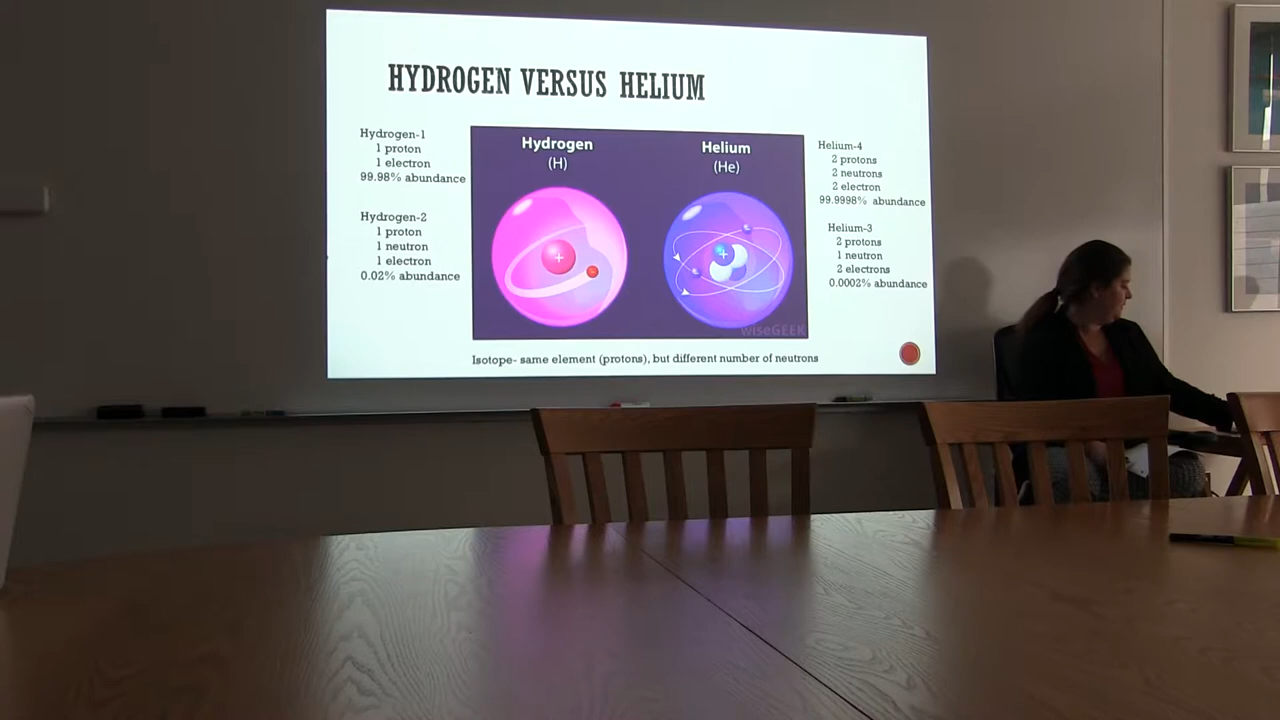 HYDROGEN VERSUS HELIUM
Hydrogen-1
1 proton
1 electron
99.98% abundance
Hydrogen-2
1 proton
1 neutron
1 electron
0.02% abundance
Hydrogen
(H)
+
Helium
(He)
+
wiseGEEK
Helium-4
2 protons
2 neutrons
2 electron
99.9998% abundance
Helium-3
2 protons
1 neutron
2 electrons
0.0002% abundance
Isotope- same element (protons), but different number of neutrons